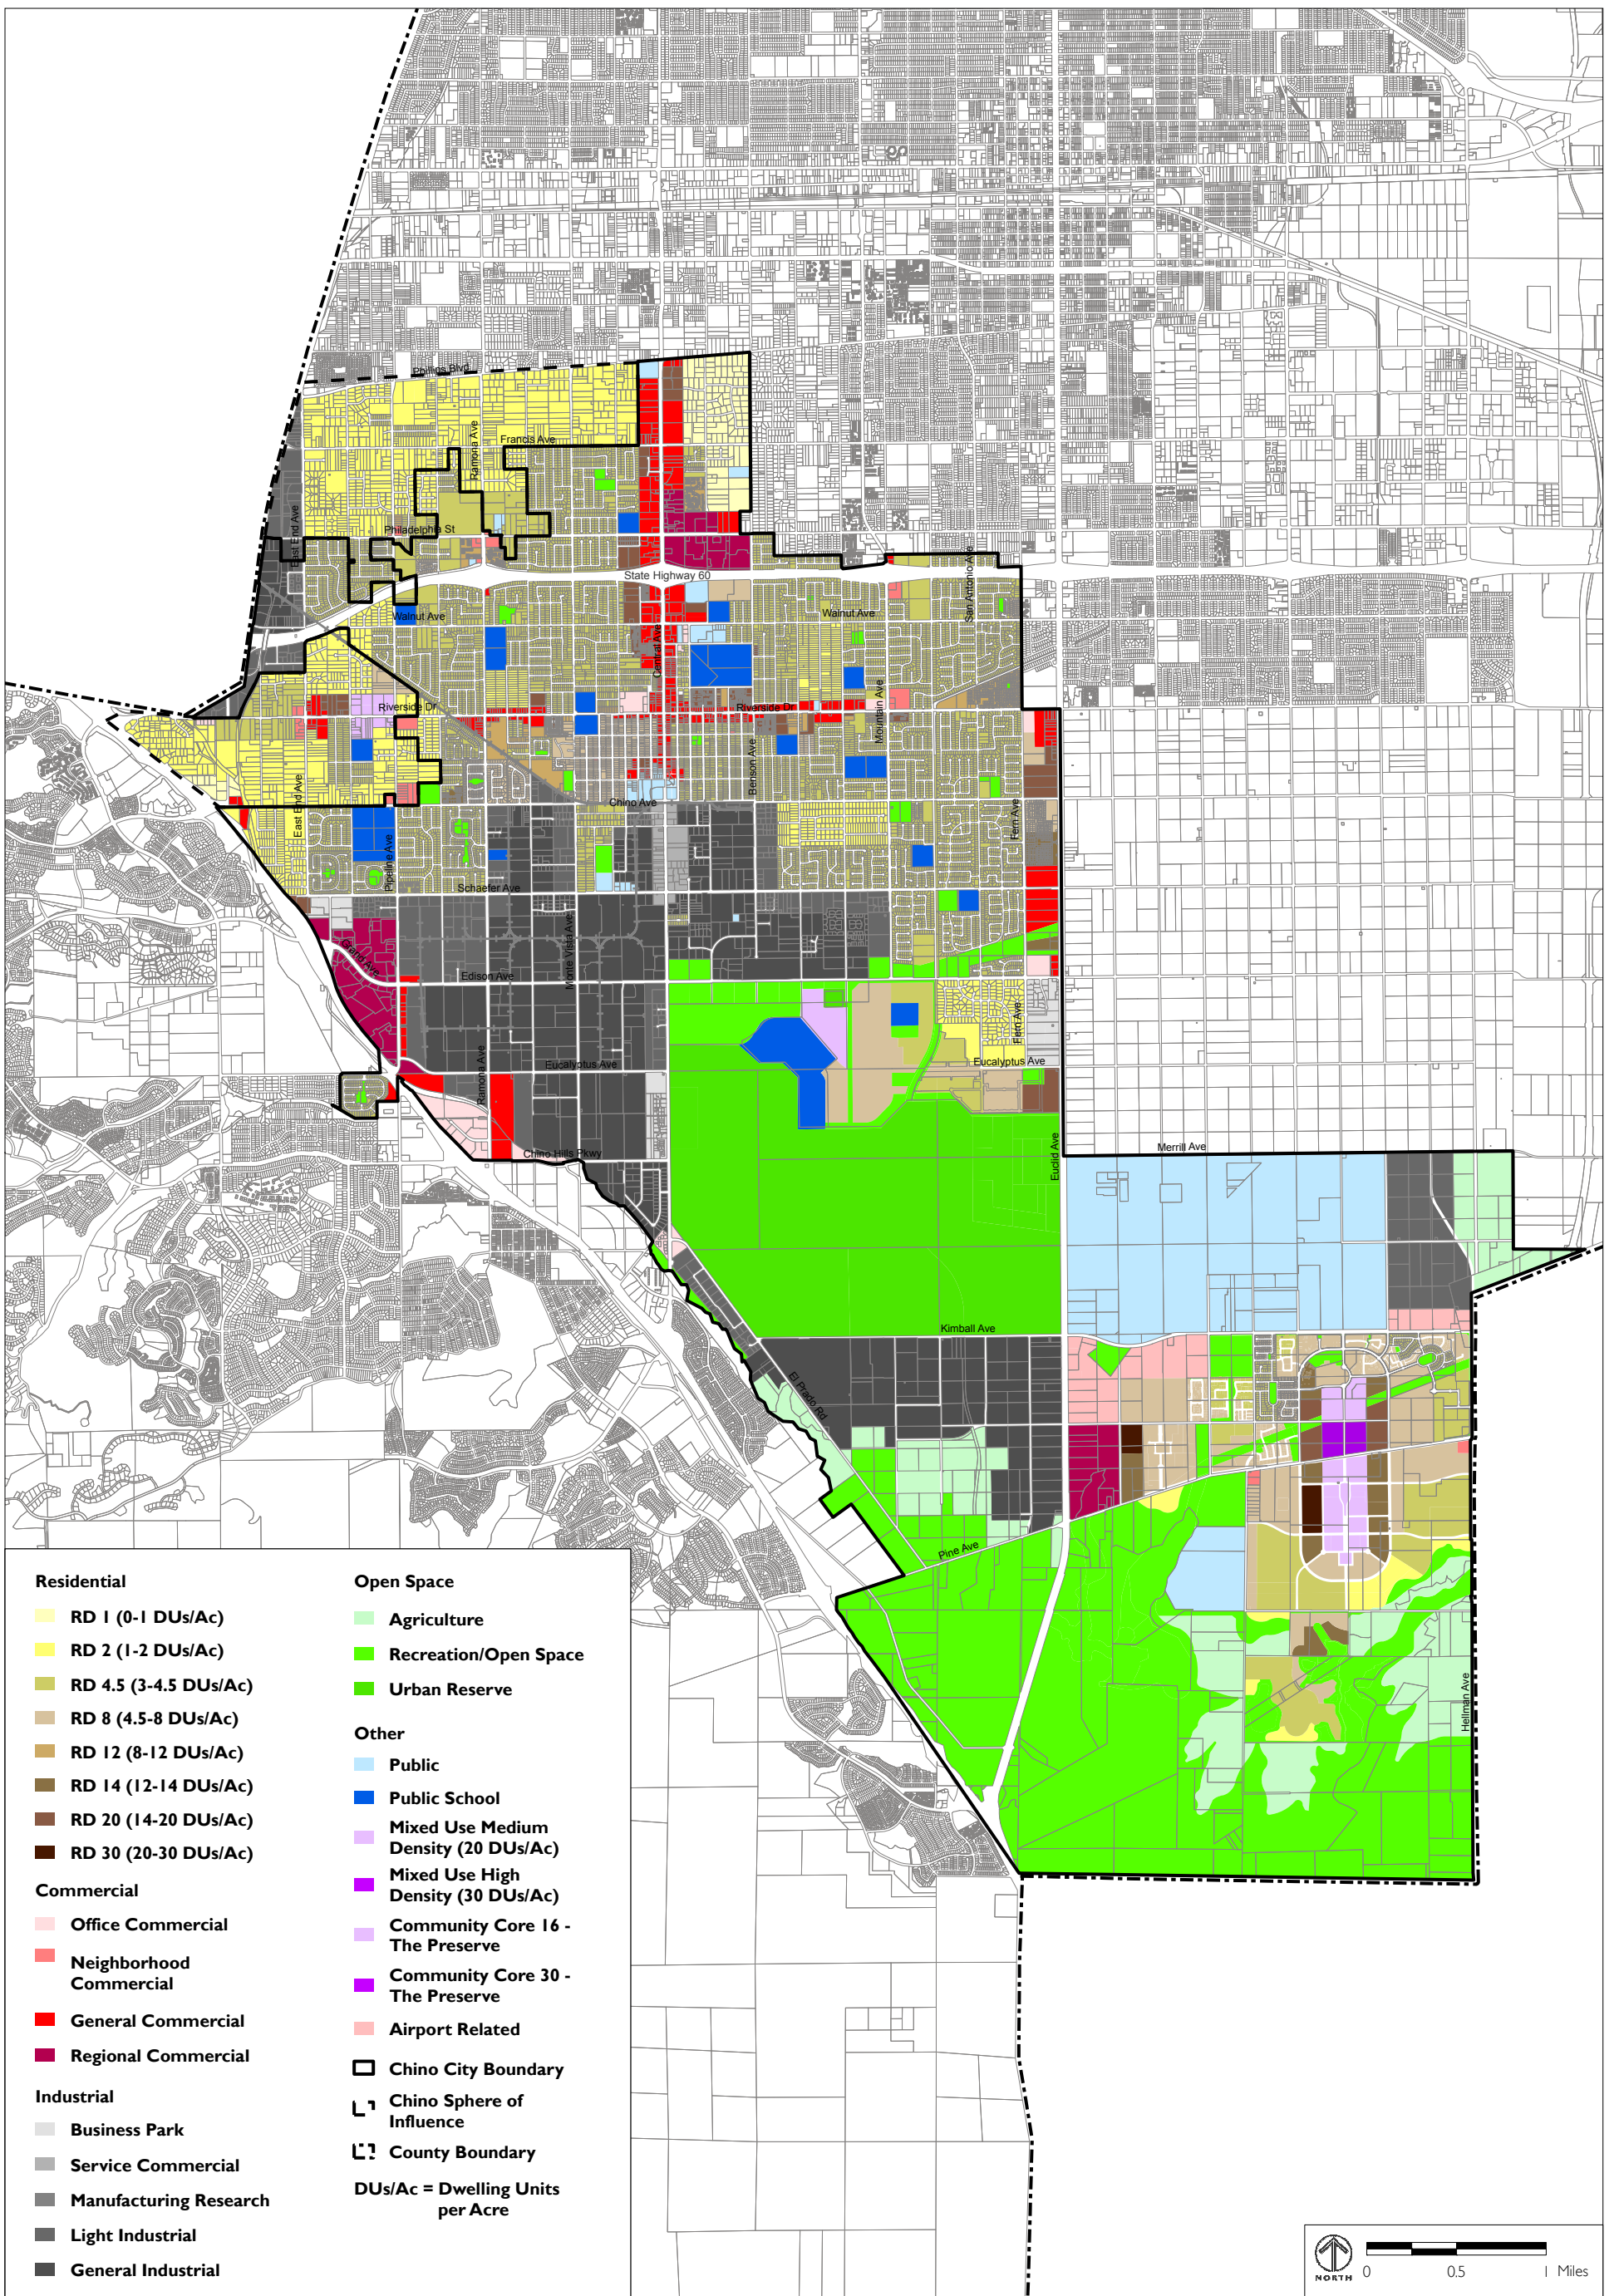 Phillips Blvd
Francis Ave
Ramona Ave
East End Ave
Philadelphia St
State Highway 60
San Antonio Ave
Walnut Ave
Walnut Ave
Central Ave
Mountain Ave
Riverside Dr
Riverside Dr
Benson Ave
East End Ave
Chino Ave
Fern Ave
Pipeline Ave
Schaefer Ave
Monte Vista Ave
Grand Ave
Edison Ave
Fern Ave
Eucalyptus Ave
Eucalyptus Ave
Ramona Ave
Euclid Ave
Merrill Ave
Chino Hills Pkwy
Kimball Ave
El Prado Rd
Pine Ave
Hellman Ave
Residential
RD 1 (0-1 DUs/Ac)
RD 2 (1-2 DUs/Ac)
RD 4.5 (3-4.5 DUs/Ac)
RD 8 (4.5-8 DUs/Ac)
RD 12 (8-12 DUs/Ac)
RD 14 (12-14 DUs/Ac)
RD 20 (14-20 DUs/Ac)
RD 30 (20-30 DUs/Ac)
Commercial
Office Commercial
Neighborhood
Commercial
General Commercial
Regional Commercial
Industrial
Business Park
Service Commercial
Manufacturing Research
Light Industrial
General Industrial
Open Space
Agriculture
Recreation/Open Space
Urban Reserve
Other
Public
Public School
Mixed Use Medium
Density (20 DUs/Ac)
Mixed Use High
Density (30 DUs/Ac)
Community Core 16 -
The Preserve
Community Core 30 -
The Preserve
Airport Related
Chino City Boundary
Chino Sphere of
Influence
County Boundary
DUs/Ac = Dwelling Units
per Acre
NORTH
0 0.5 1 Miles